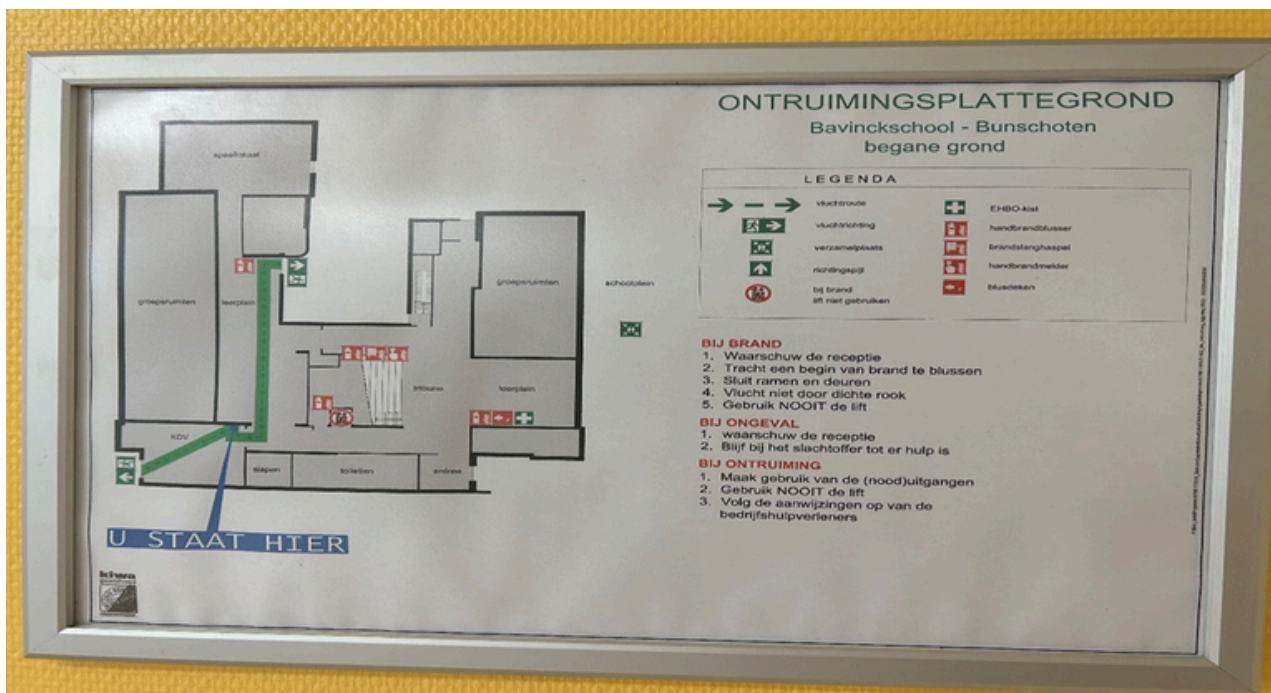 ONTRUIMINGSPLATTEGROND
Bavinckschool - Bunschoten
begane grond
LEGENDA
vluchtroute
vluchtrichting
verzamelplaats
richtingspijl
bij brand
lift niet gebruiken
EHBO-kist
handbrandblusser
brandslanghaspel
handbrandmelder
blusdeken
BIJ BRAND
1. Waarschuw de receptie
2. Tracht een begin van brand te blussen
3. Sluit ramen en deuren
4. Vlucht niet door dichte rook
5. Gebruik NOOIT de lift
BIJ ONGEVAL
1. waarschuw de receptie
2. Blijf bij het slachtoffer tot er hulp is
BIJ ONTRUIMING
1. Maak gebruik van de (nood)uitgangen
2. Gebruik NOOIT de lift
3. Volg de aanwijzingen op van de
bedrijfshulpverleners
speellokaal
groepsruimten
leerplein
groepsruimten
schoolplein
tribune
leerplein
KDV
slapen
toiletten
entree
U STAAT HIER
kiwa